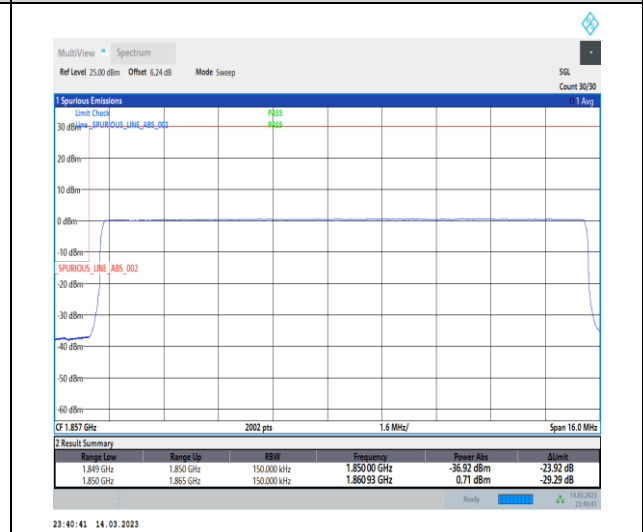 MultiView Spectrum
Ref Level 25.00 dBm Offset 6.24 dB Mode Sweep SGL
Count 30/30
1 Spurious Emissions 1 Avg
Limit Check PASS
30 dBm Line _SPURIOUS_LINE_ABS_002 PASS
20 dBm
10 dBm
0 dBm
-10 dBm
_SPURIOUS_LINE_ABS_002
-20 dBm
-30 dBm
-40 dBm
-50 dBm
-60 dBm
CF 1.857 GHz 2002 pts 1.6 MHz/ Span 16.0 MHz
2 Result Summary
Range Low Range Up RBW Frequency Power Abs ΔLimit
1.849 GHz 1.850 GHz 150.000 kHz 1.85000 GHz -36.92 dBm -23.92 dB
1.850 GHz 1.865 GHz 150.000 kHz 1.86093 GHz 0.71 dBm -29.29 dB
Ready 14.03.2023
23:40:41
23:40:41 14.03.2023